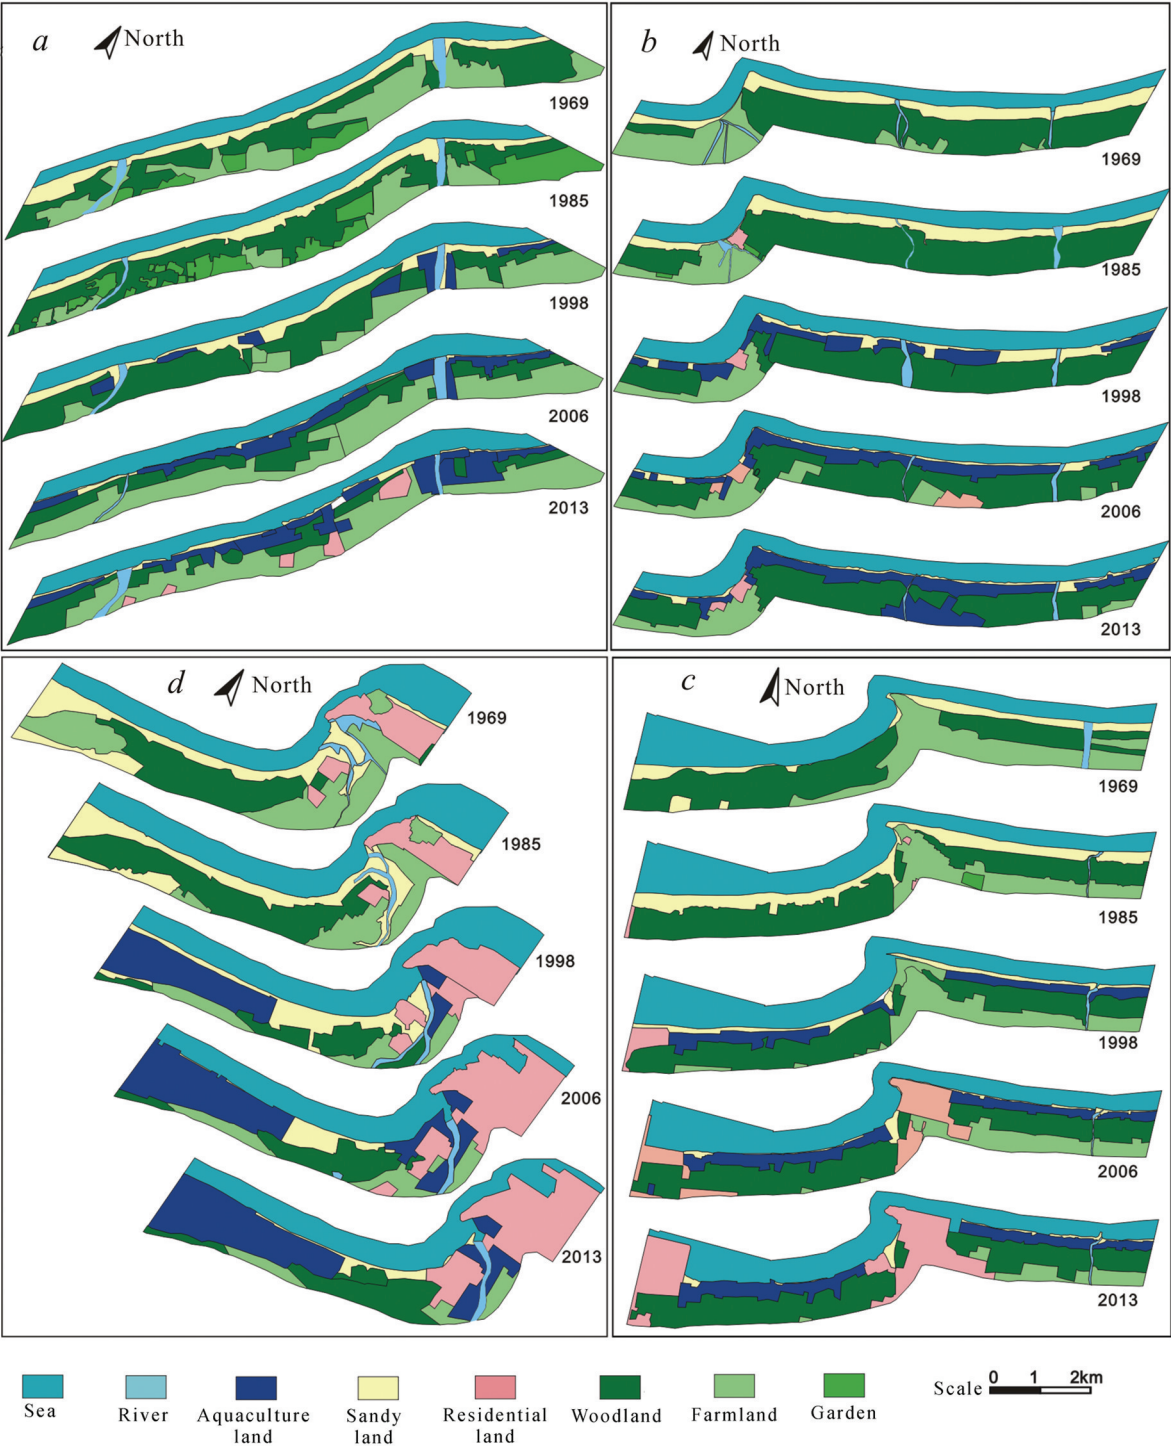 a
North
1969
1985
1998
2006
2013
b
North
1969
1985
1998
2006
2013
d
North
1969
1985
1998
2006
2013
c
North
1969
1985
1998
2006
2013
Sea
River
Aquaculture
land
Sandy
land
Residential
land
Woodland
Farmland
Garden
Scale
0 1 2km